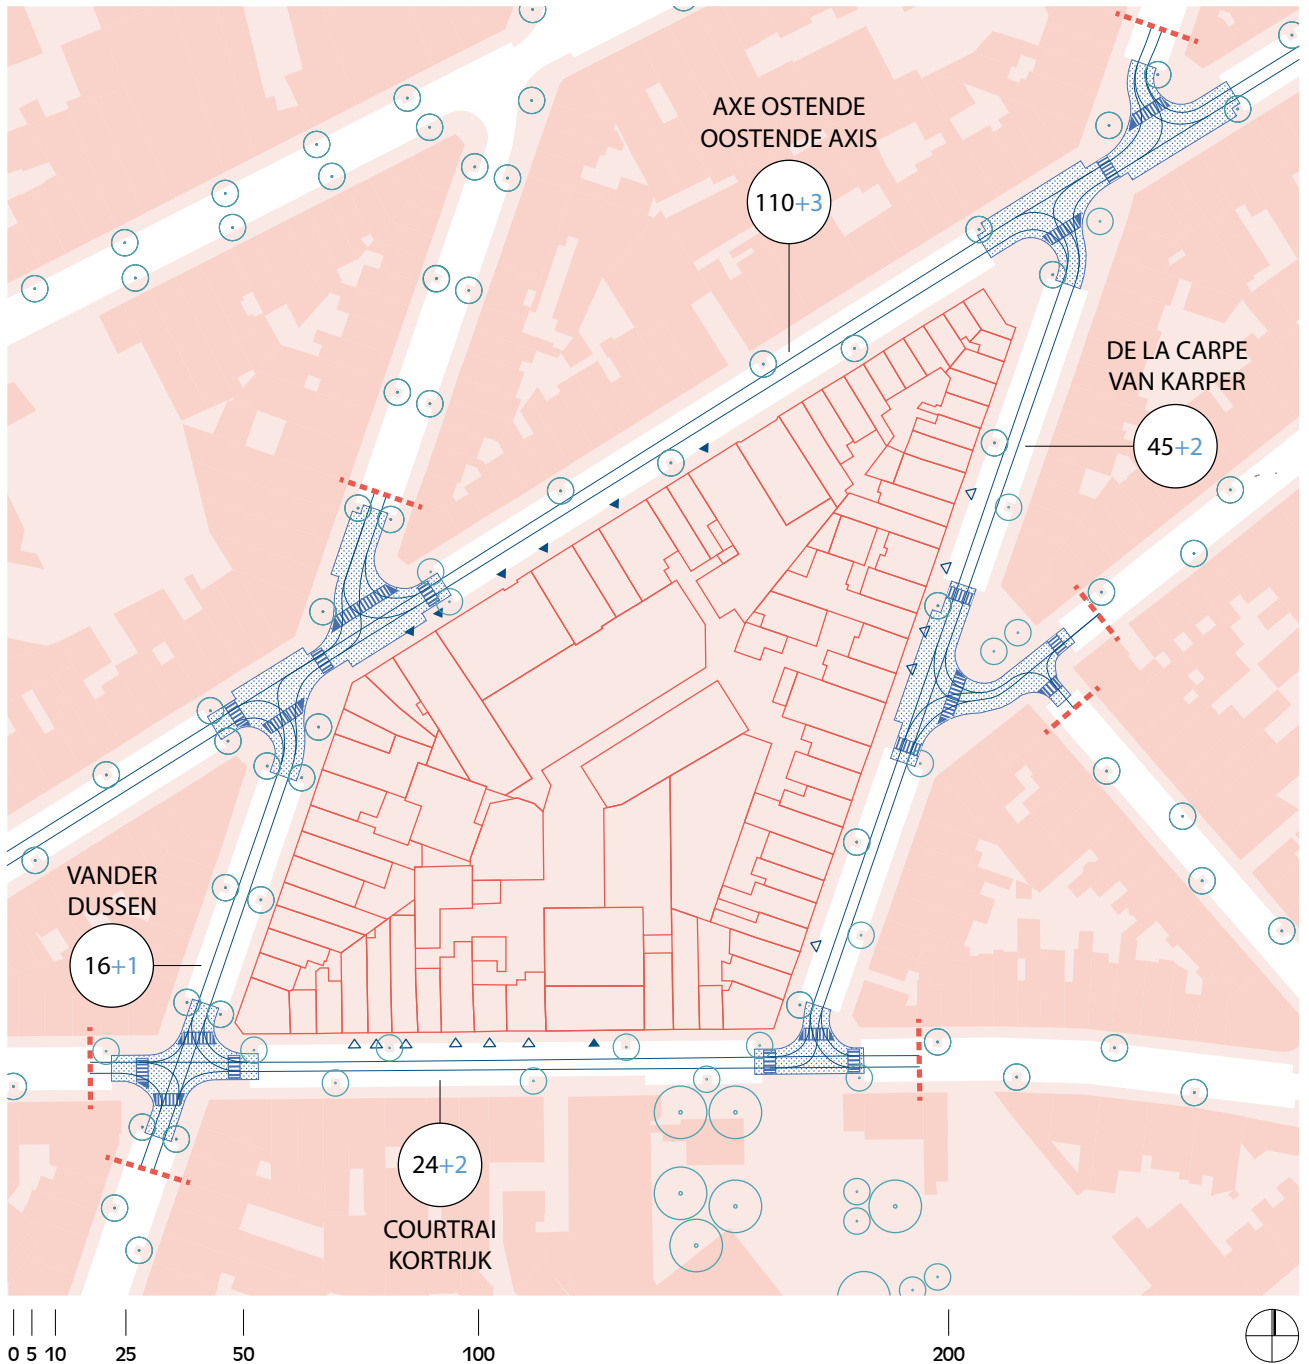 AXE OSTENDE
OOSTENDE AXIS
110+3
DE LA CARPE
VAN KARPER
45+2
VANDER
DUSSEN
16+1
24+2
COURTRAI
KORTRIJK
0 5 10 25 50 100 200